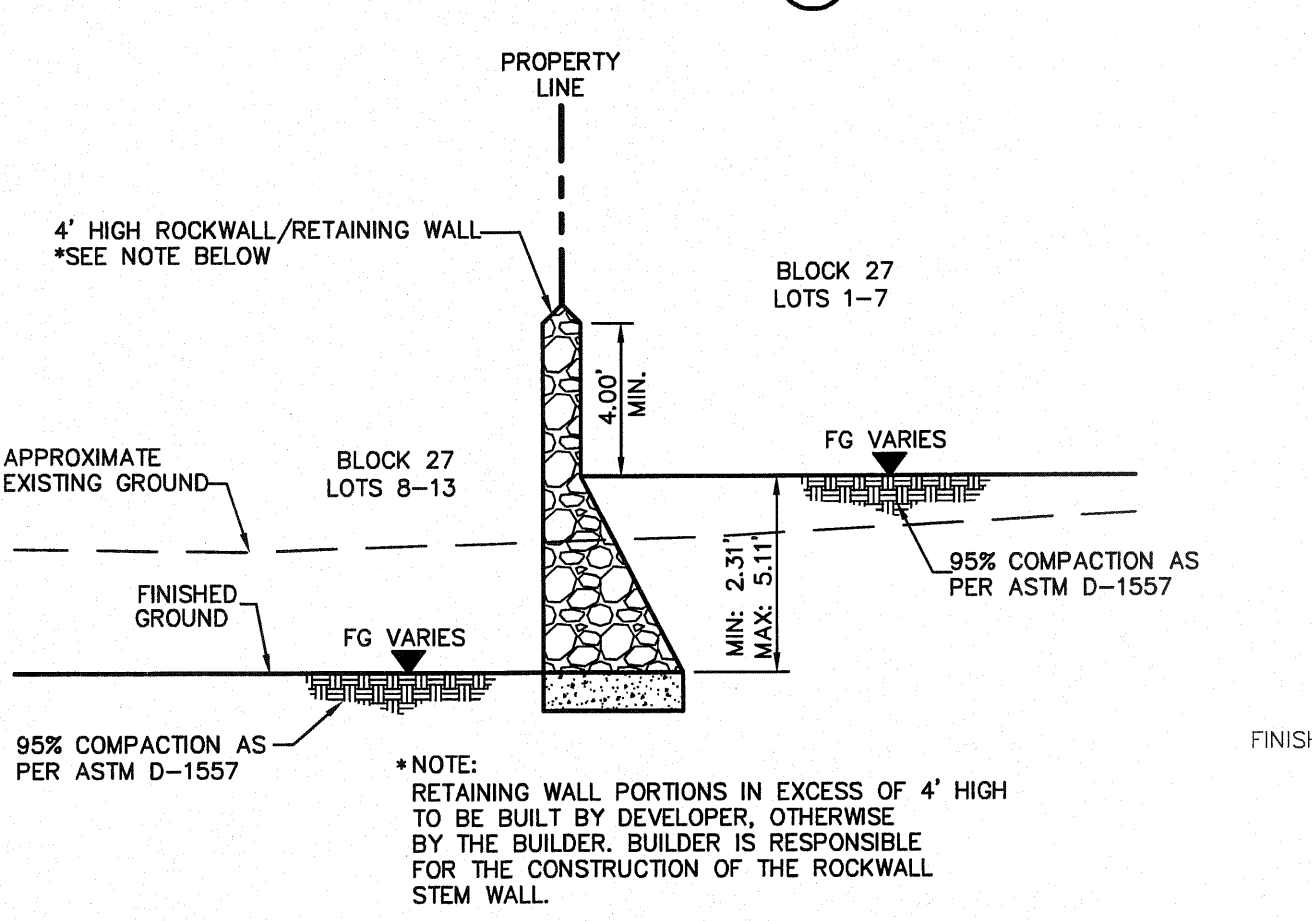 PROPERTY
LINE
4' HIGH ROCKWALL/RETAINING WALL
*SEE NOTE BELOW
BLOCK 27
LOTS 1-7
4.00'
MIN.
FG VARIES
APPROXIMATE
EXISTING GROUND
BLOCK 27
LOTS 8-13
MIN: 2.31'
MAX: 5.11'
95% COMPACTION AS
PER ASTM D-1557
FINISHED
GROUND
FG VARIES
95% COMPACTION AS
PER ASTM D-1557
*NOTE:
RETAINING WALL PORTIONS IN EXCESS OF 4' HIGH
TO BE BUILT BY DEVELOPER, OTHERWISE
BY THE BUILDER. BUILDER IS RESPONSIBLE
FOR THE CONSTRUCTION OF THE ROCKWALL
STEM WALL.